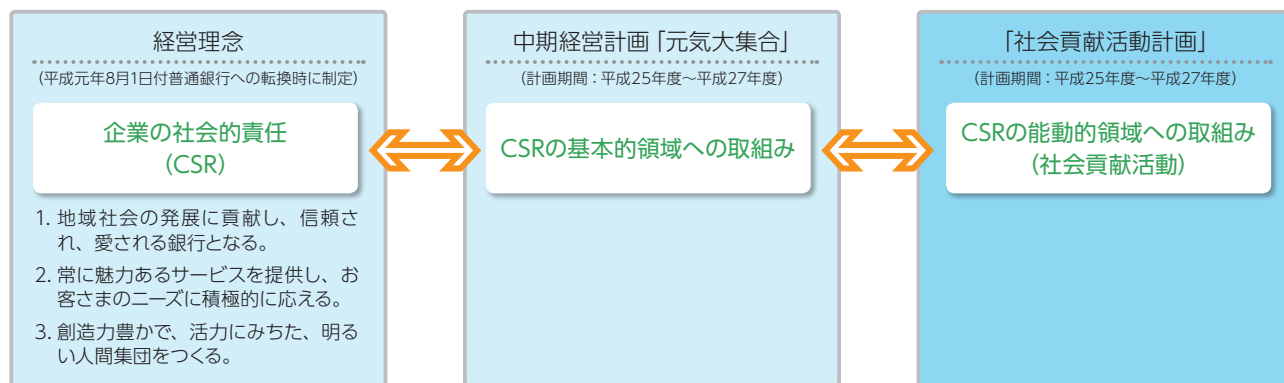 経営理念
(平成元年8月1日付普通銀行への転換時に制定)
企業の社会的責任
(CSR)
1. 地域社会の発展に貢献し、信頼さ
れ、愛される銀行となる。
2. 常に魅力あるサービスを提供し、お
客さまのニーズに積極的に応える。
3. 創造力豊かで、活力にみちた、明る
い人間集団をつくる。
中期経営計画「元気大集合」
(計画期間：平成25年度～平成27年度)
CSRの基本的領域への取組み
「社会貢献活動計画」
(計画期間：平成25年度～平成27年度)
CSRの能動的領域への取組み
(社会貢献活動)